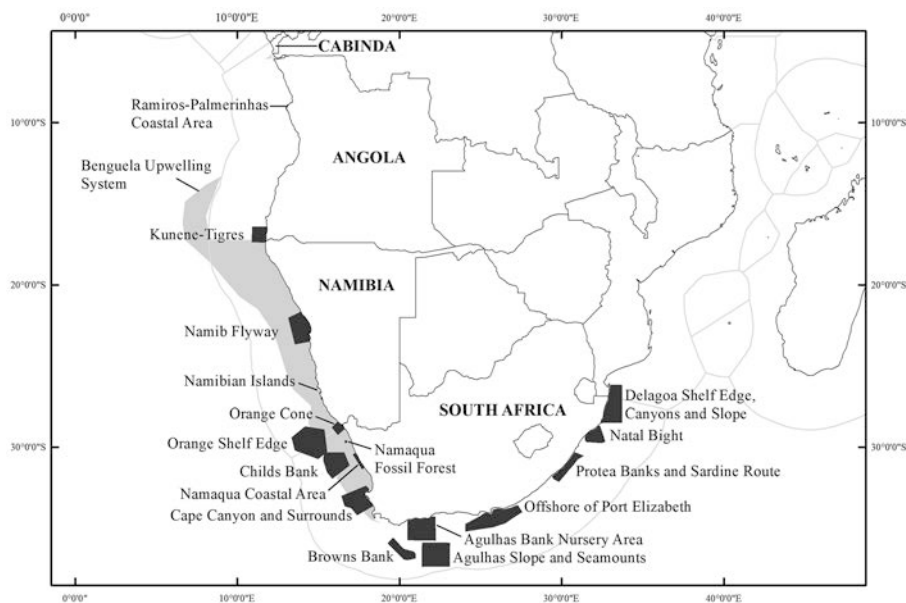 0°0'0"
10°0'0"E
20°0'0"E
30°0'0"E
40°0'0"E
CABINDA
Ramiros-Palmerinhas
Coastal Area
10°0'0"S
10°0'0"S
ANGOLA
Benguela Upwelling
System
Kunene-Tigres
20°0'0"S
20°0'0"S
NAMIBIA
Namib Flyway
Namibian Islands
Delagoa Shelf Edge,
Canyons and Slope
SOUTH AFRICA
Orange Cone
Natal Bight
Orange Shelf Edge
30°0'0"S
30°0'0"S
Namaqua
Fossil Forest
Childs Bank
Protea Banks and Sardine Route
Namaqua Coastal Area
Cape Canyon and Surrounds
Offshore of Port Elizabeth
Agulhas Bank Nursery Area
Browns Bank
Agulhas Slope and Seamounts
0°0'0"
10°0'0"E
20°0'0"E
30°0'0"E
40°0'0"E